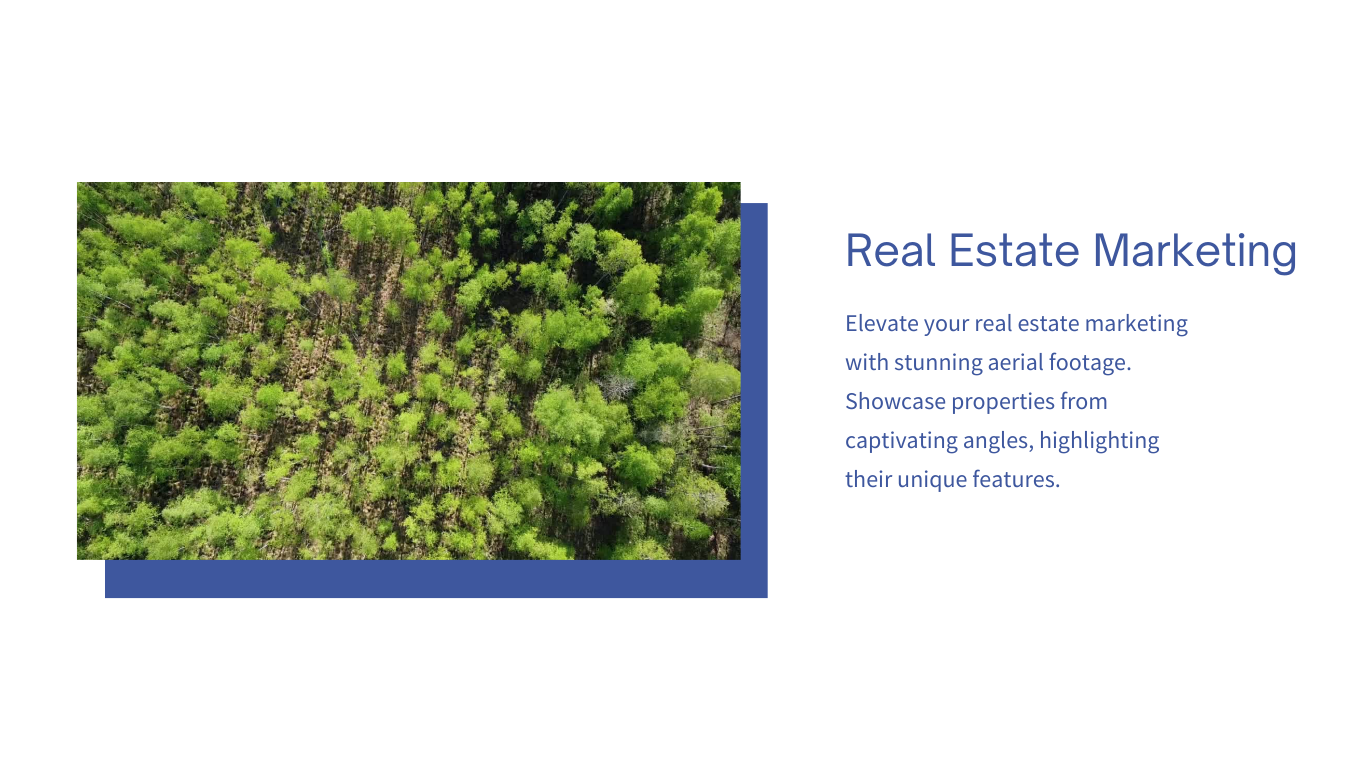 Real Estate Marketing
Elevate your real estate marketing
with stunning aerial footage.
Showcase properties from
captivating angles, highlighting
their unique features.